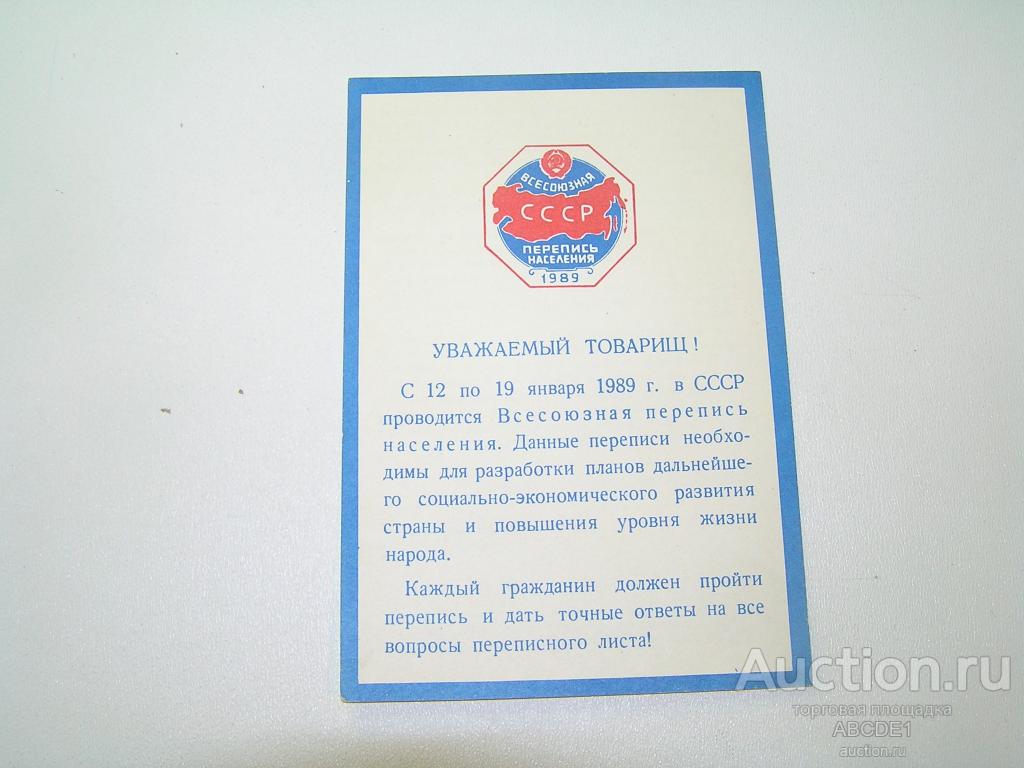 ВСЕСОЮЗНАЯ
СССР
ПЕРЕПИСЬ
НАСЕЛЕНИЯ
1989
УВАЖАЕМЫЙ ТОВАРИЩ!
С 12 по 19 января 1989 г. в СССР
проводится Всесоюзная перепись
населения. Данные переписи необхо-
димы для разработки планов дальнейше-
го социально-экономического развития
страны и повышения уровня жизни
народа.
Каждый гражданин должен пройти
перепись и дать точные ответы на все
вопросы переписного листа!
Auction.ru
торговая площадка
ABCDE1
auction.ru